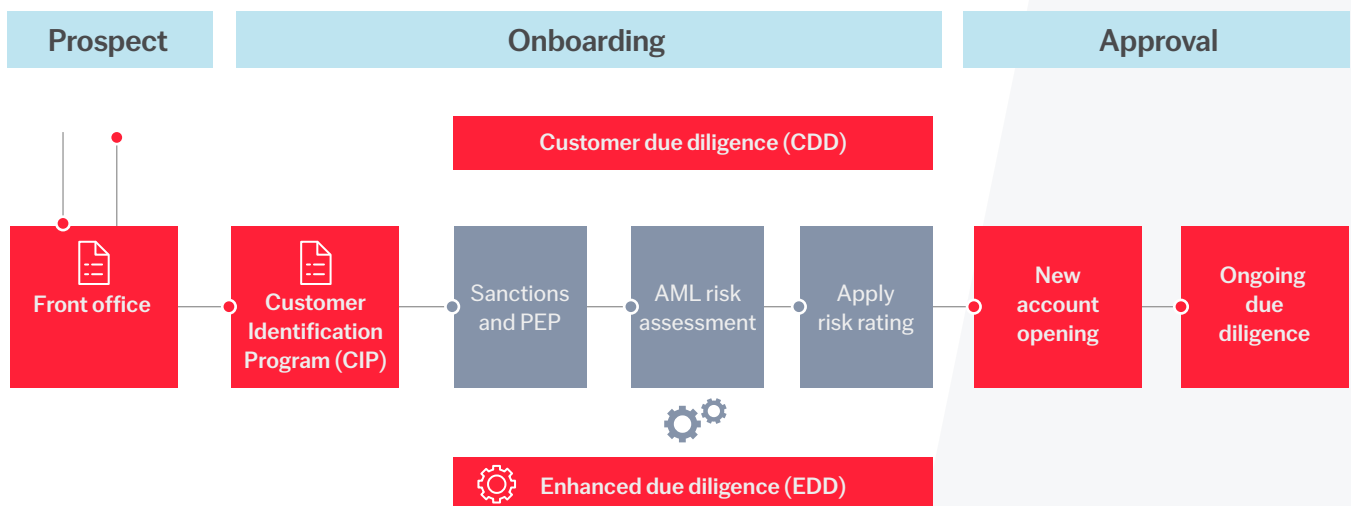 Prospect
Onboarding
Approval
Customer due diligence (CDD)
Front office
Customer
Identification
Program (CIP)
Sanctions
and PEP
AML risk
assessment
Apply
risk rating
New
account
opening
Ongoing
due
diligence
Enhanced due diligence (EDD)